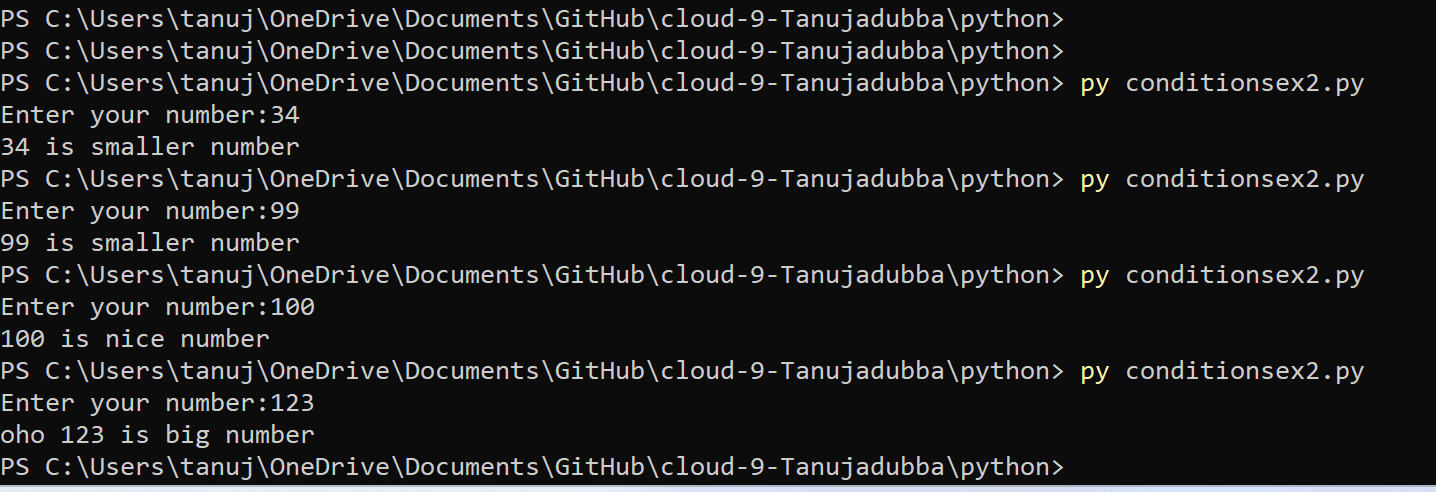 PS C:\Users\tanuj\OneDrive\Documents\GitHub\cloud-9-Tanujadubba\python>
PS C:\Users\tanuj\OneDrive\Documents\GitHub\cloud-9-Tanujadubba\python>
PS C:\Users\tanuj\OneDrive\Documents\GitHub\cloud-9-Tanujadubba\python> py conditionsex2.py
Enter your number:34
34 is smaller number
PS C:\Users\tanuj\OneDrive\Documents\GitHub\cloud-9-Tanujadubba\python> py conditionsex2.py
Enter your number:99
99 is smaller number
PS C:\Users\tanuj\OneDrive\Documents\GitHub\cloud-9-Tanujadubba\python> py conditionsex2.py
Enter your number:100
100 is nice number
PS C:\Users\tanuj\OneDrive\Documents\GitHub\cloud-9-Tanujadubba\python> py conditionsex2.py
Enter your number:123
oho 123 is big number
PS C:\Users\tanuj\OneDrive\Documents\GitHub\cloud-9-Tanujadubba\python>